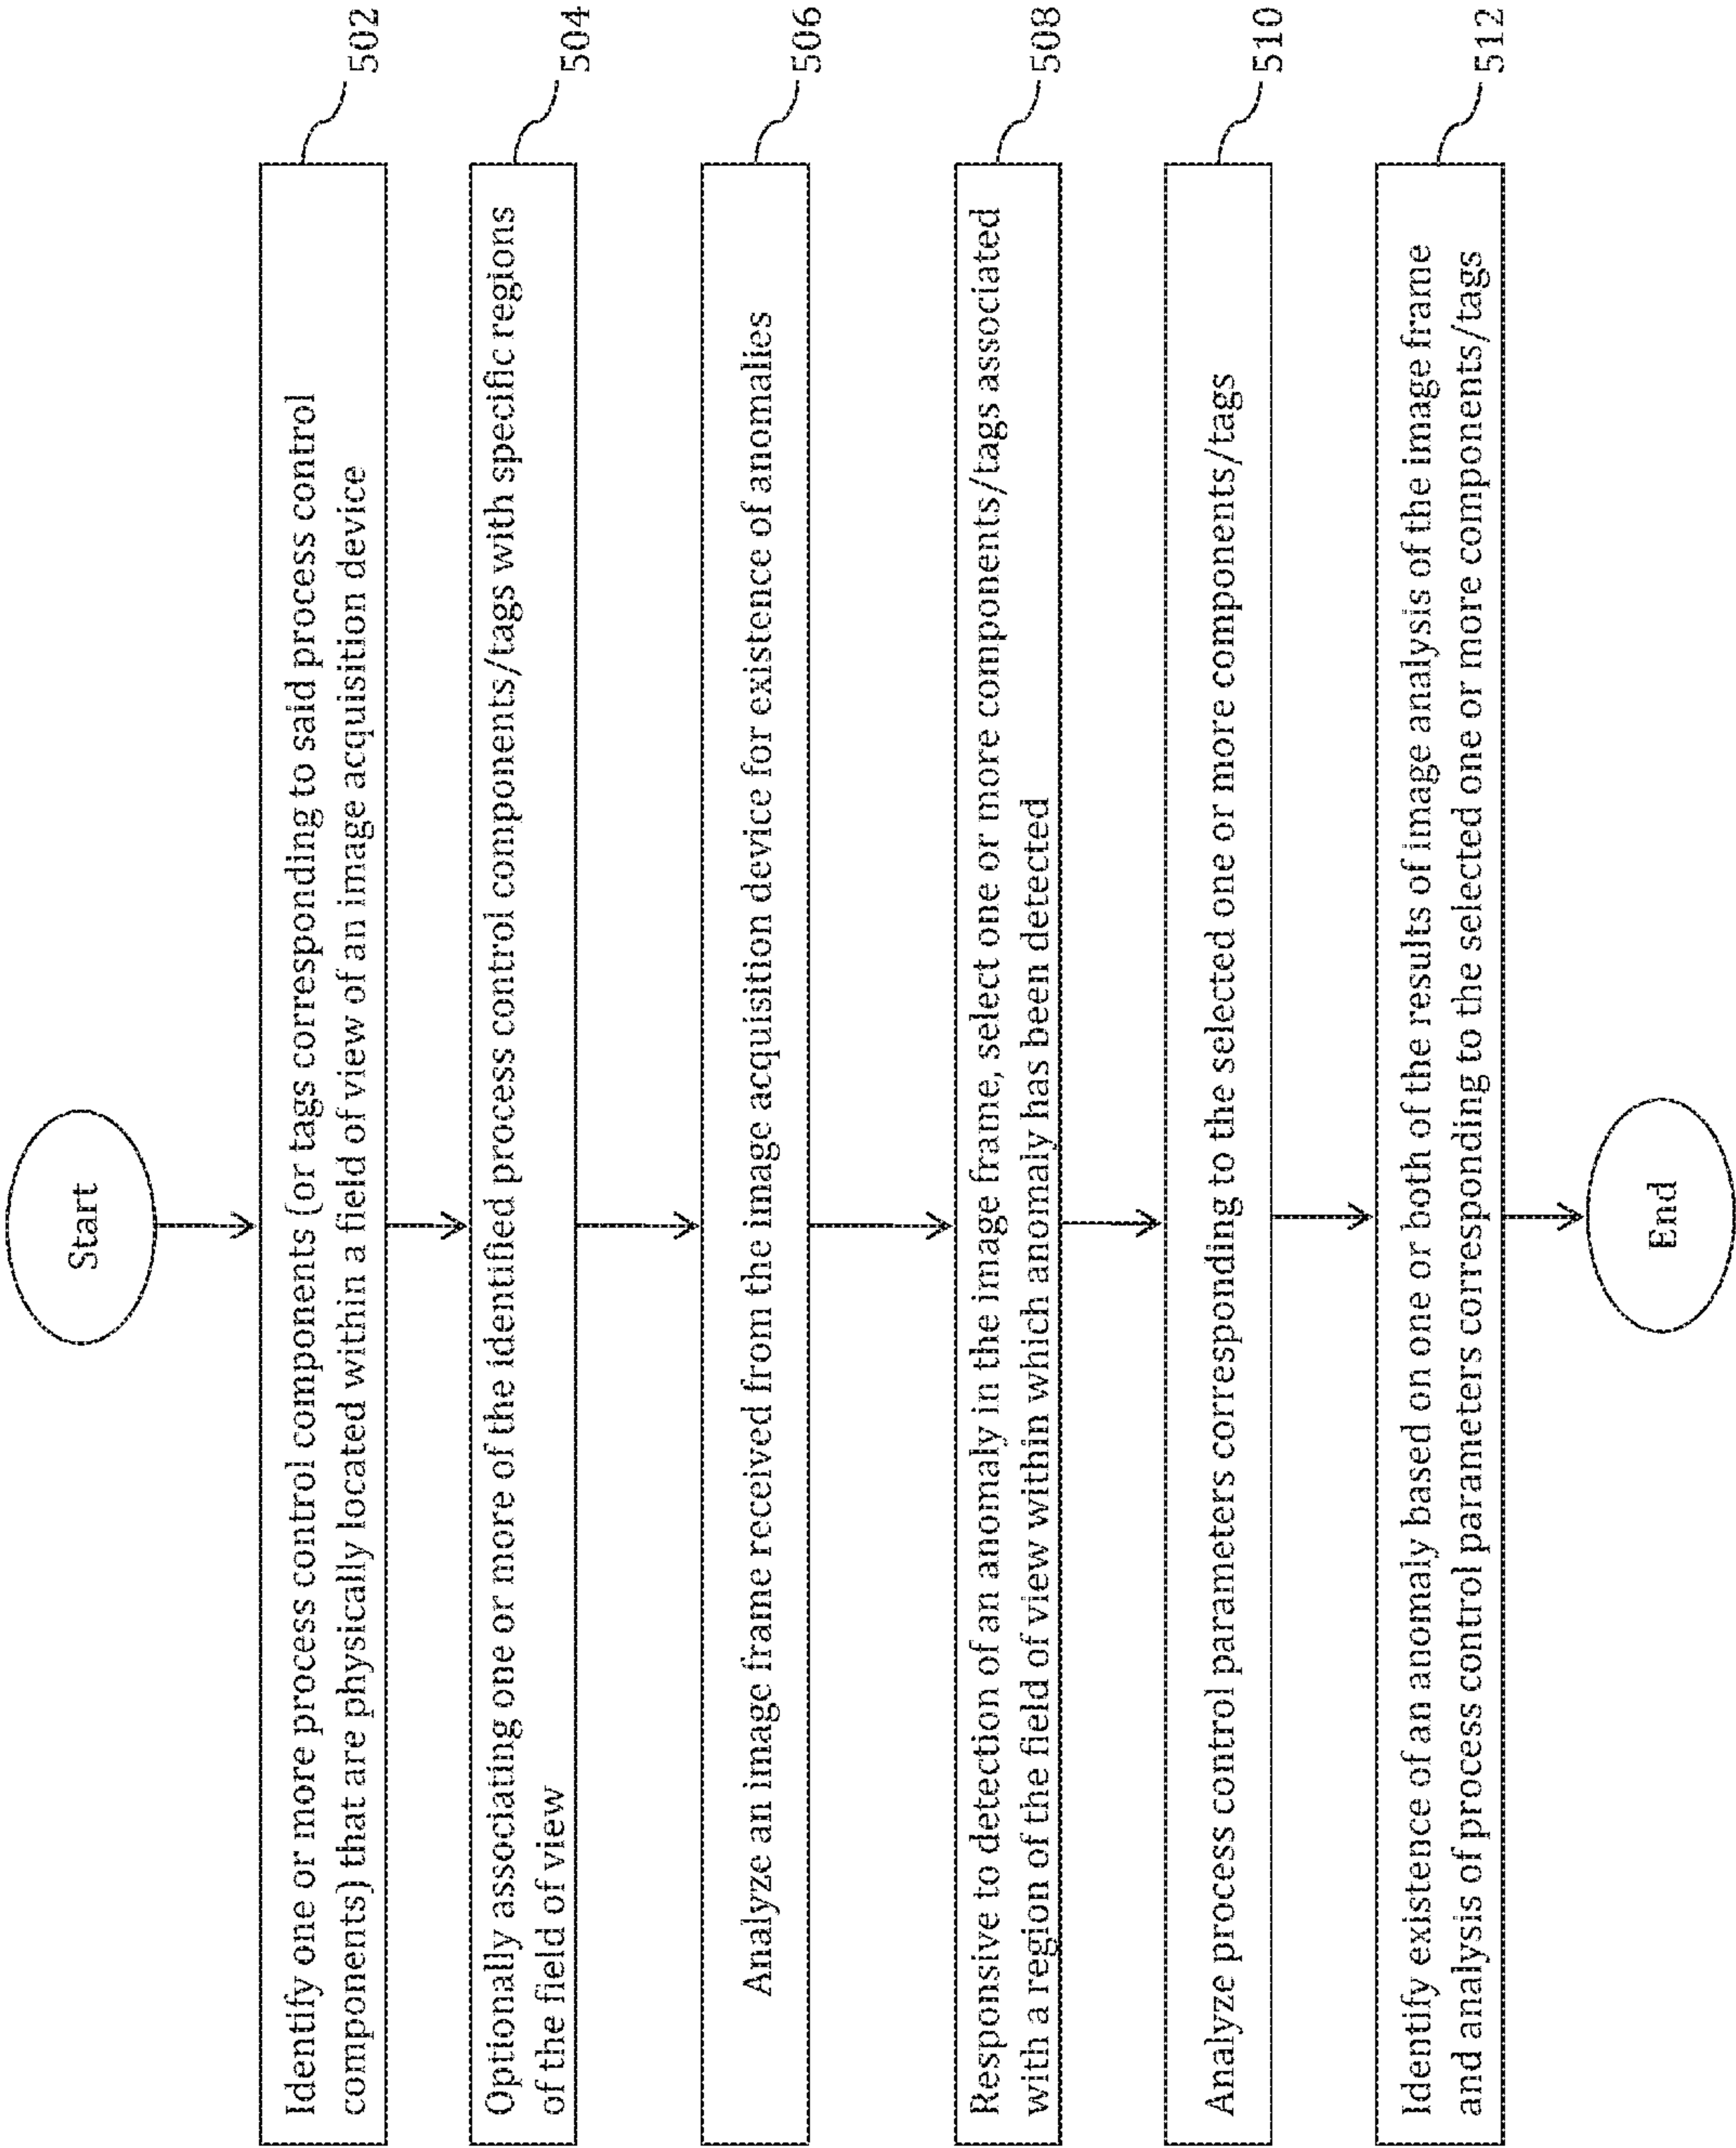 Start
Identify one or more process control components (or tags corresponding to said process control
components) that are physically located within a field of view of an image acquisition device
502
Optionally associating one or more of the identified process control components/tags with specific regions
of the field of view
504
Analyze an image frame received from the image acquisition device for existence of anomalies
506
Responsive to detection of an anomaly in the image frame, select one or more components/tags associated
with a region of the field of view within which anomaly has been detected
508
Analyze process control parameters corresponding to the selected one or more components/tags
510
Identify existence of an anomaly based on one or both of the results of image analysis of the image frame
and analysis of process control parameters corresponding to the selected one or more components/tags
512
End